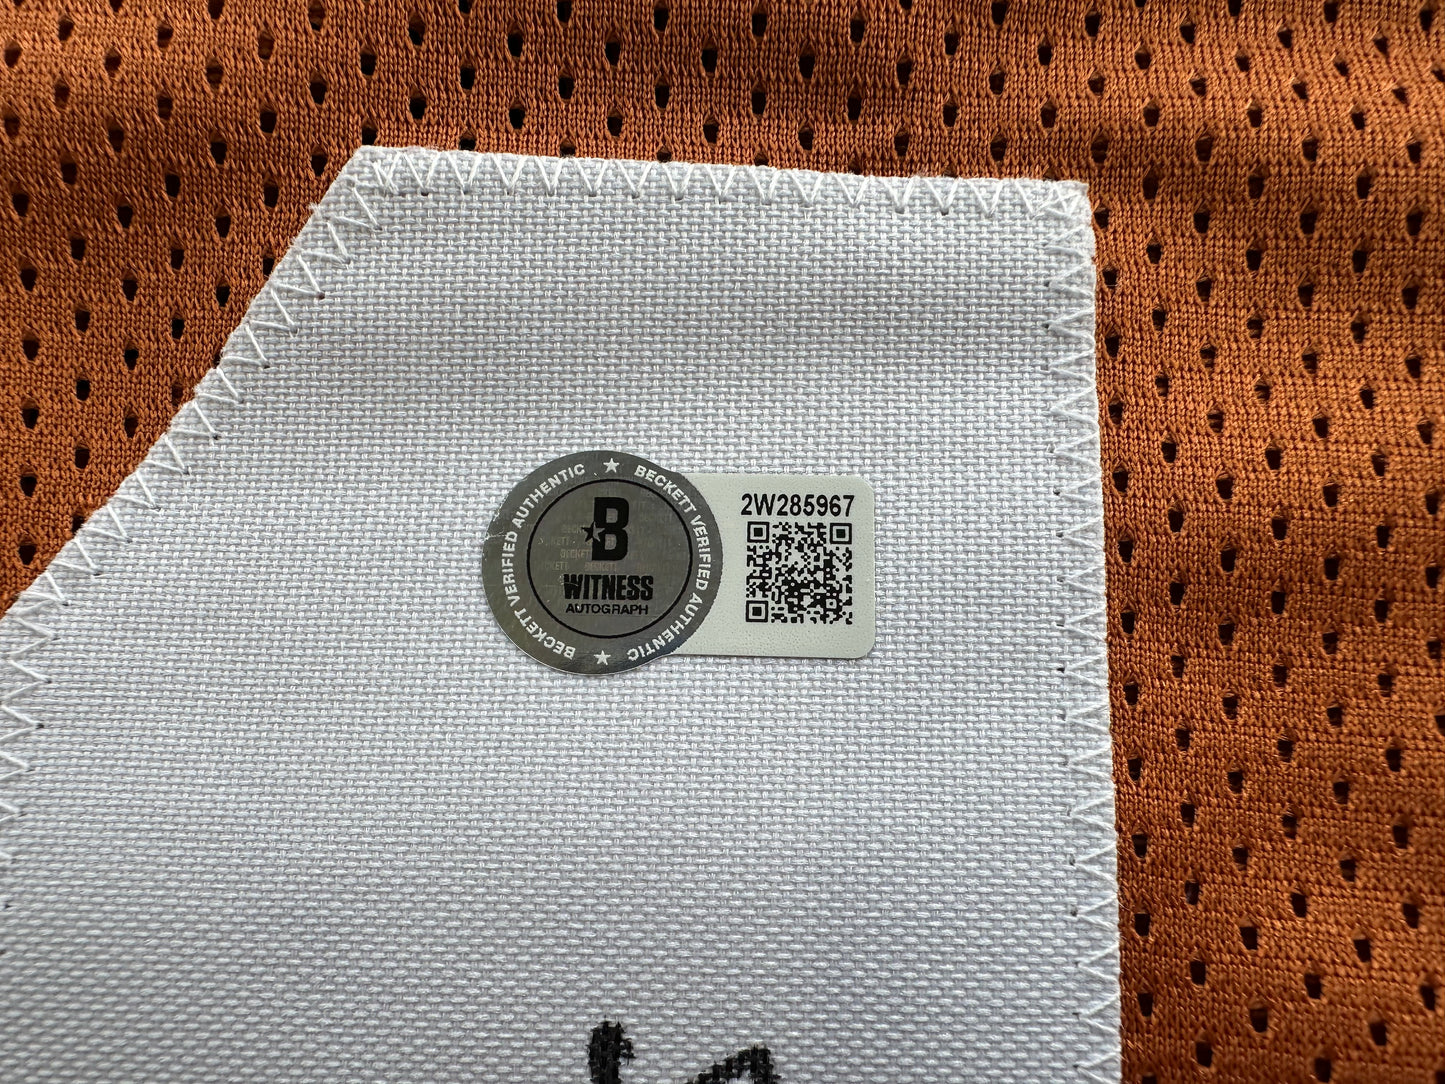 BECKETT VERIFIED AUTHENTIC ★ BECKETT VERIFIED AUTHENTIC ★
B
WITNESS
AUTOGRAPH
2W285967